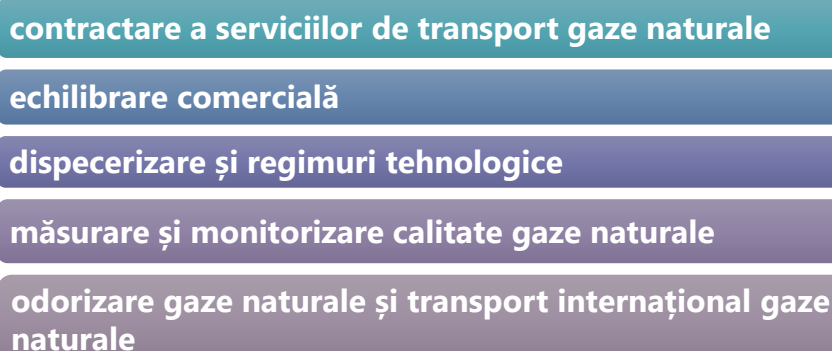 contractare a serviciilor de transport gaze naturale
echilibrare comercială
dispecerizare și regimuri tehnologice
măsurare și monitorizare calitate gaze naturale
odorizare gaze naturale și transport internațional gaze
naturale